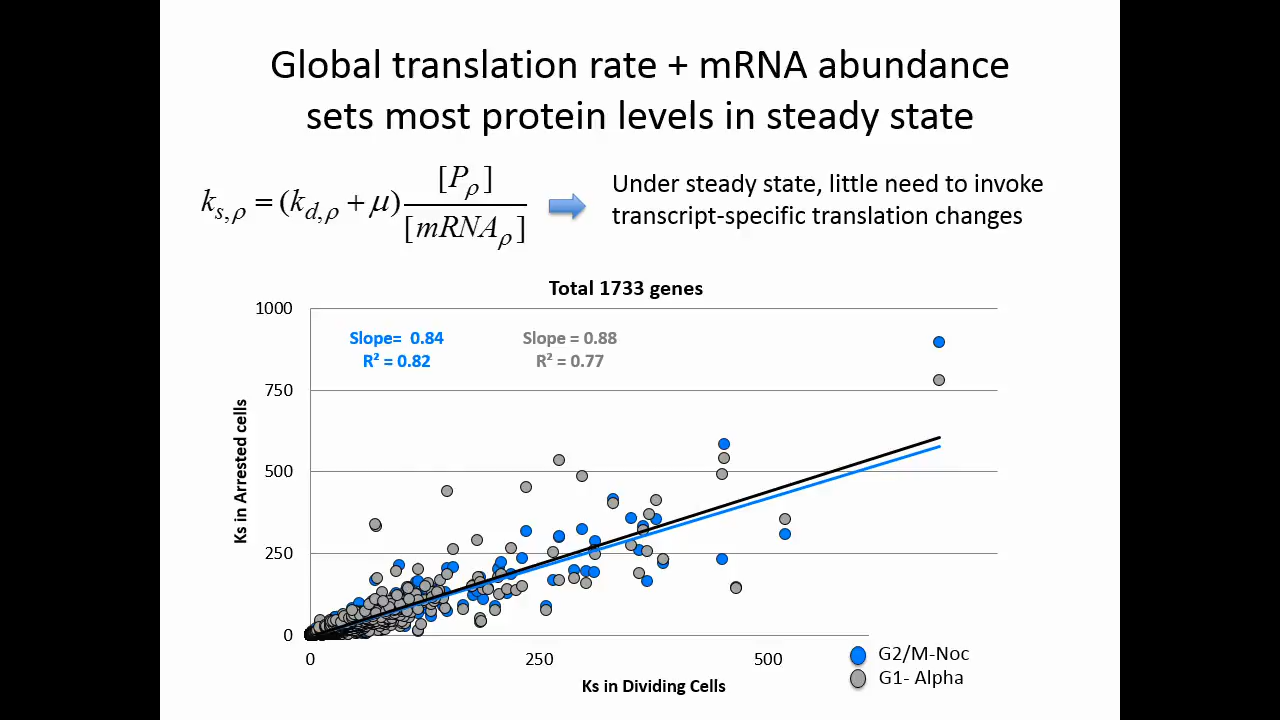 Global translation rate + mRNA abundance
sets most protein levels in steady state
k_{s,ρ} = (k_{d,ρ} + μ) [P_ρ] / [mRNA_ρ]
Under steady state, little need to invoke
transcript-specific translation changes
Total 1733 genes
Slope= 0.84
R² = 0.82
Slope = 0.88
R² = 0.77
1000
750
500
250
0
Ks in Arrested cells
0 250 500
Ks in Dividing Cells
G2/M-Noc
G1- Alpha